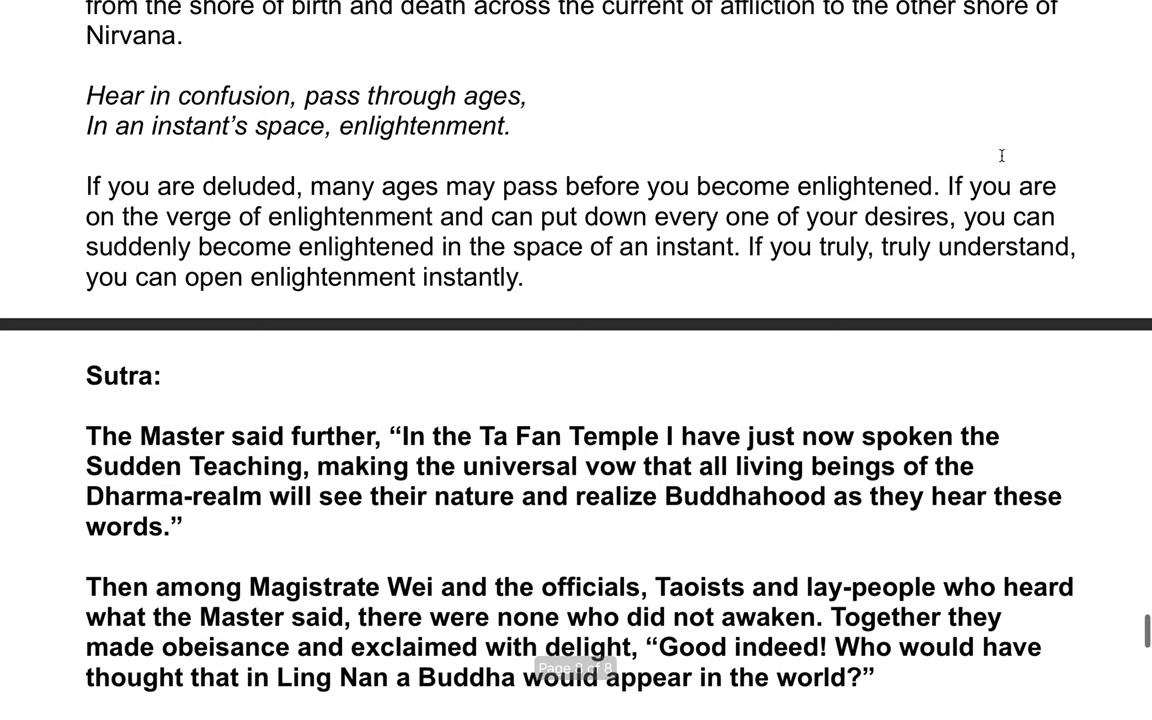 from the shore of birth and death across the current of affliction to the other shore of
Nirvana.
Hear in confusion, pass through ages,
In an instant’s space, enlightenment.
If you are deluded, many ages may pass before you become enlightened. If you are
on the verge of enlightenment and can put down every one of your desires, you can
suddenly become enlightened in the space of an instant. If you truly, truly understand,
you can open enlightenment instantly.
Sutra:
The Master said further, “In the Ta Fan Temple I have just now spoken the
Sudden Teaching, making the universal vow that all living beings of the
Dharma-realm will see their nature and realize Buddhahood as they hear these
words.”
Then among Magistrate Wei and the officials, Taoists and lay-people who heard
what the Master said, there were none who did not awaken. Together they
made obeisance and exclaimed with delight, “Good indeed! Who would have
thought that in Ling Nan a Buddha would appear in the world?”
Page 8 of 8